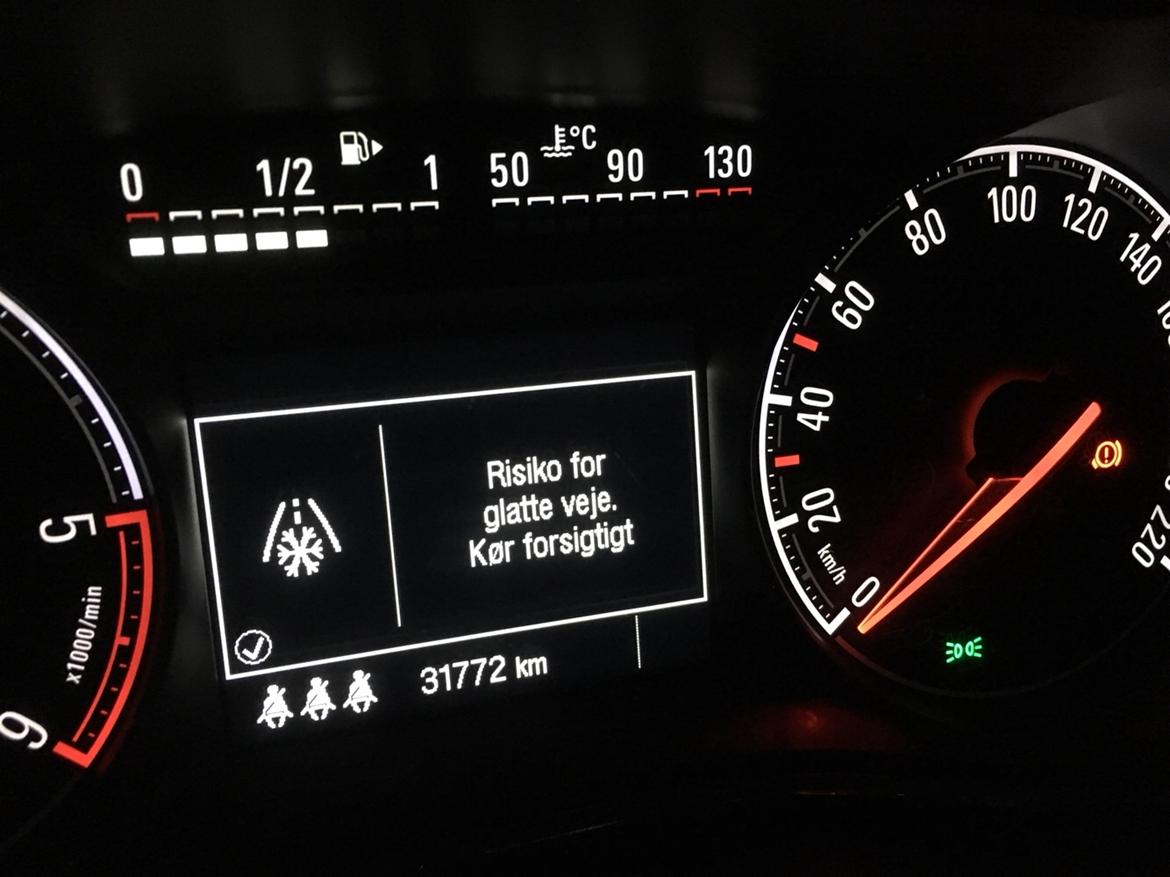 0 1/2 1
50 °C 90 130
Risiko for
glatte veje.
Kør forsigtigt
31772 km
5
x1000/min
6
0
km/h
20
40
60
80
100
120
140
220